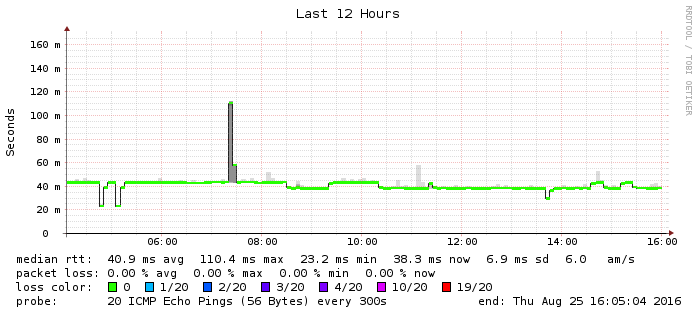 Last 12 Hours
RRDTOOL / TOBI OETIKER
Seconds
160 m
140 m
120 m
100 m
80 m
60 m
40 m
20 m
0
06:00 08:00 10:00 12:00 14:00 16:00
median rtt: 40.9 ms avg 110.4 ms max 23.2 ms min 38.3 ms now 6.9 ms sd 6.0 am/s
packet loss: 0.00 % avg 0.00 % max 0.00 % min 0.00 % now
loss color: 0 1/20 2/20 3/20 4/20 10/20 19/20
probe: 20 ICMP Echo Pings (56 Bytes) every 300s end: Thu Aug 25 16:05:04 2016